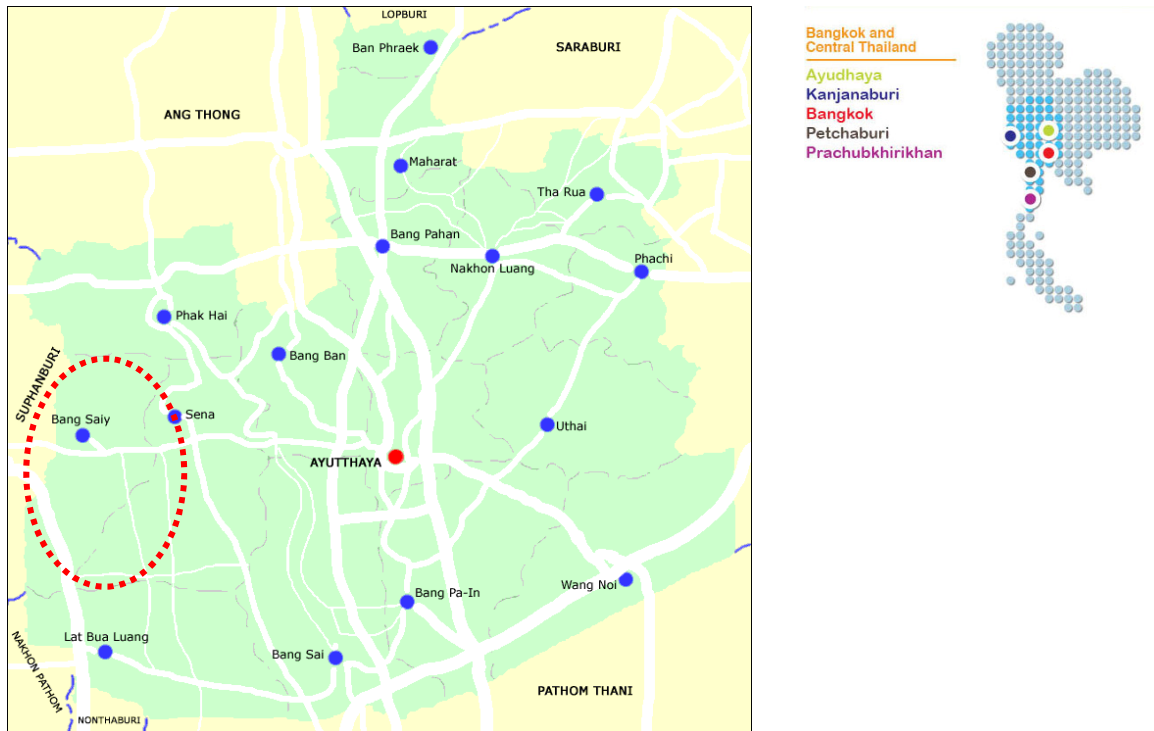 LOPBURI
Ban Phraek
SARABURI
ANG THONG
Maharat
Tha Rua
Bang Pahan
Nakhon Luang
Phachi
Phak Hai
Bang Ban
SUPHANBURI
Bang Saiy
Sena
Uthai
AYUTTHAYA
Wang Noi
Bang Pa-In
Lat Bua Luang
Bang Sai
NAKHON PATHOM
PATHOM THANI
NONTHABURI
Bangkok and
Central Thailand
Ayudhaya
Kanjanaburi
Bangkok
Petchaburi
Prachubkhirikhan